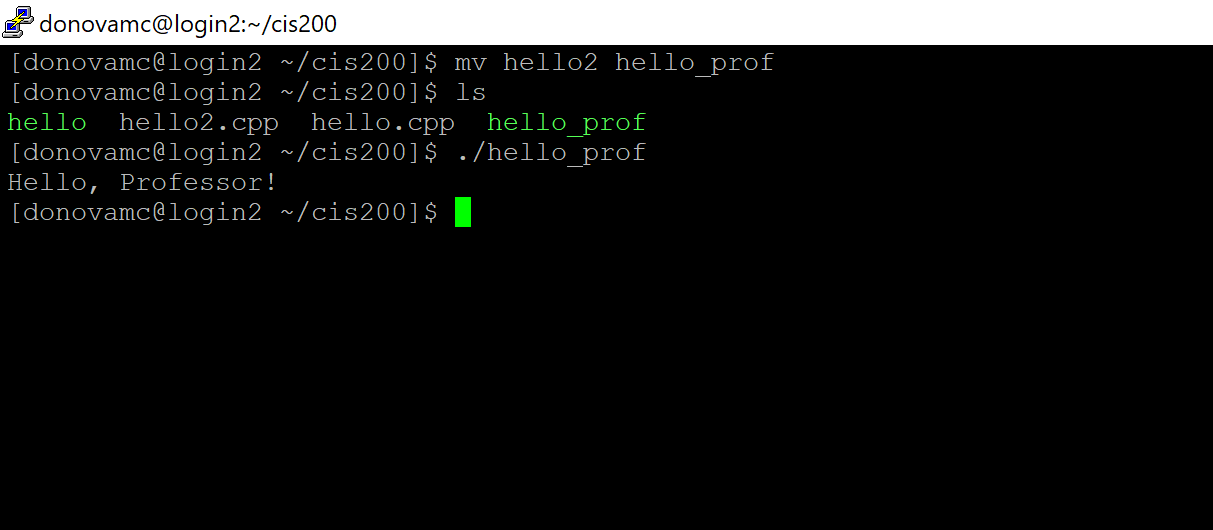 donovamc@login2:~/cis200
[donovamc@login2 ~/cis200]$ mv hello2 hello_prof
[donovamc@login2 ~/cis200]$ ls
hello  hello2.cpp  hello.cpp  hello_prof
[donovamc@login2 ~/cis200]$ ./hello_prof
Hello, Professor!
[donovamc@login2 ~/cis200]$